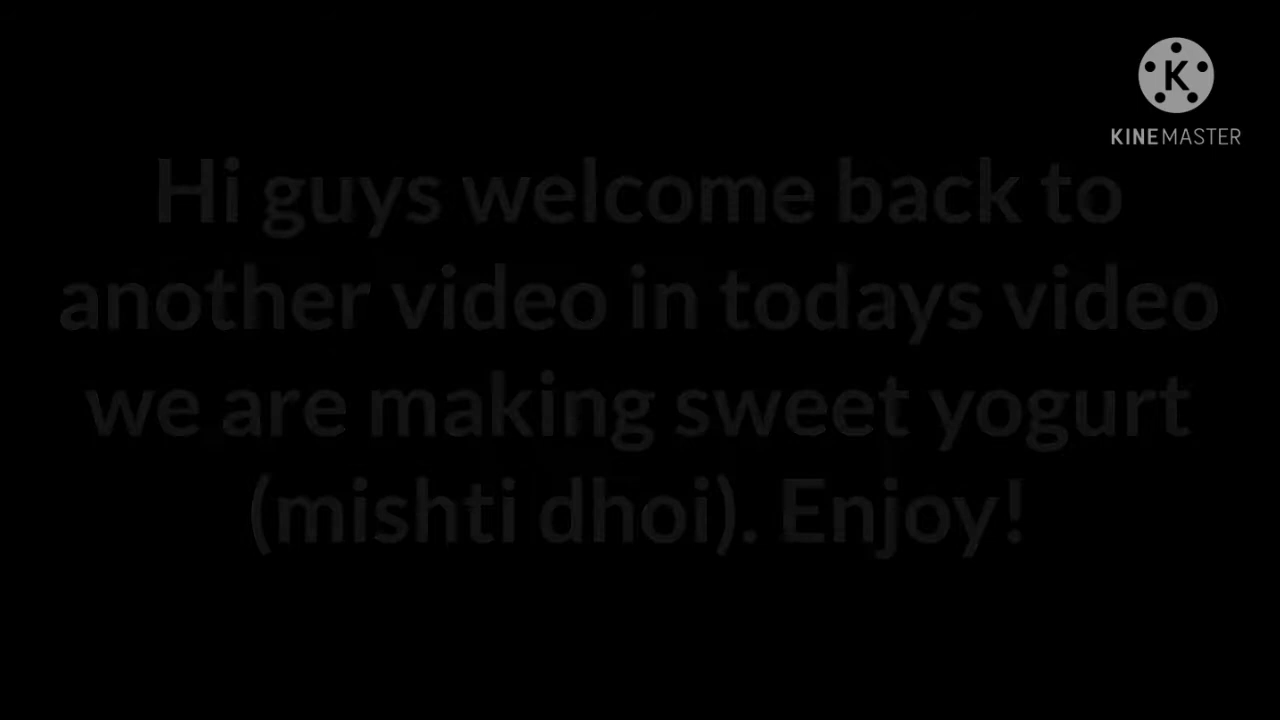 KINEMASTER
Hi guys welcome back to
another video in todays video
we are making sweet yogurt
(mishti dhoi). Enjoy!